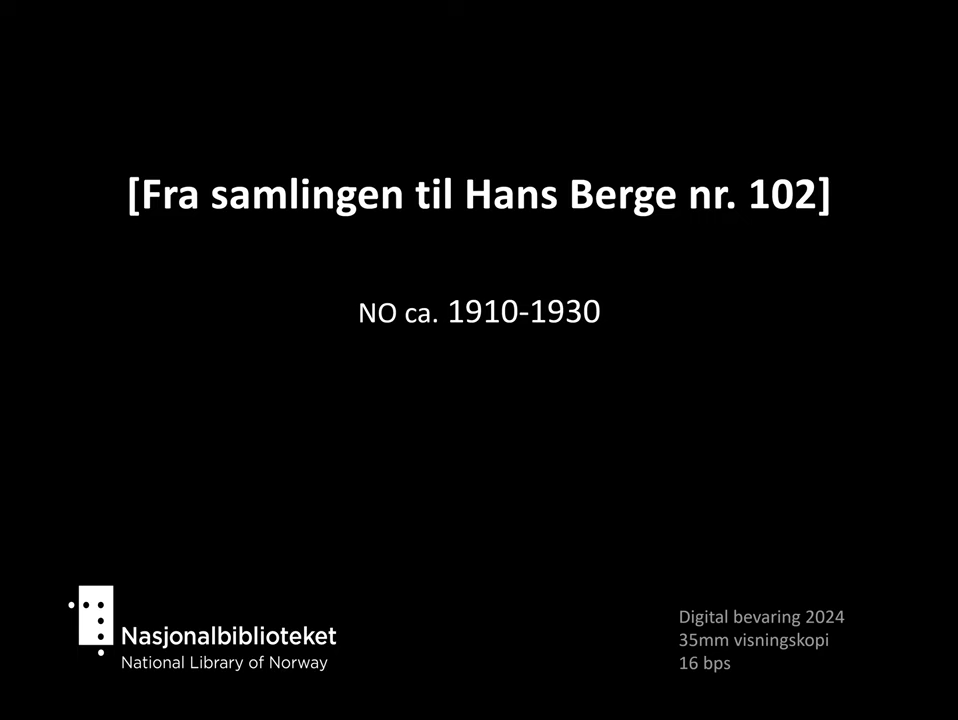 [Fra samlingen til Hans Berge nr. 102]
NO ca. 1910-1930
Nasjonalbiblioteket
National Library of Norway
Digital bevaring 2024
35mm visningskopi
16 bps